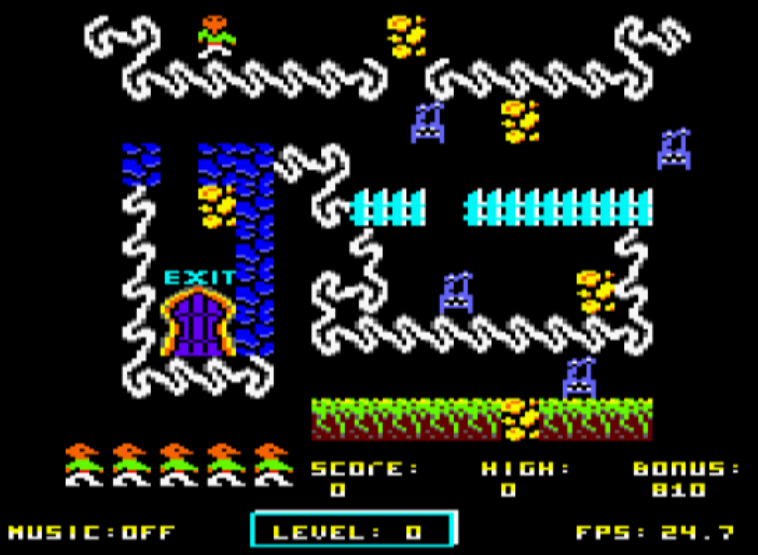 EXIT
SCOrE: HIGH: BONUS:
0 0 810
MUSIC:OFF LEVEL: 0 FPS: 24.7